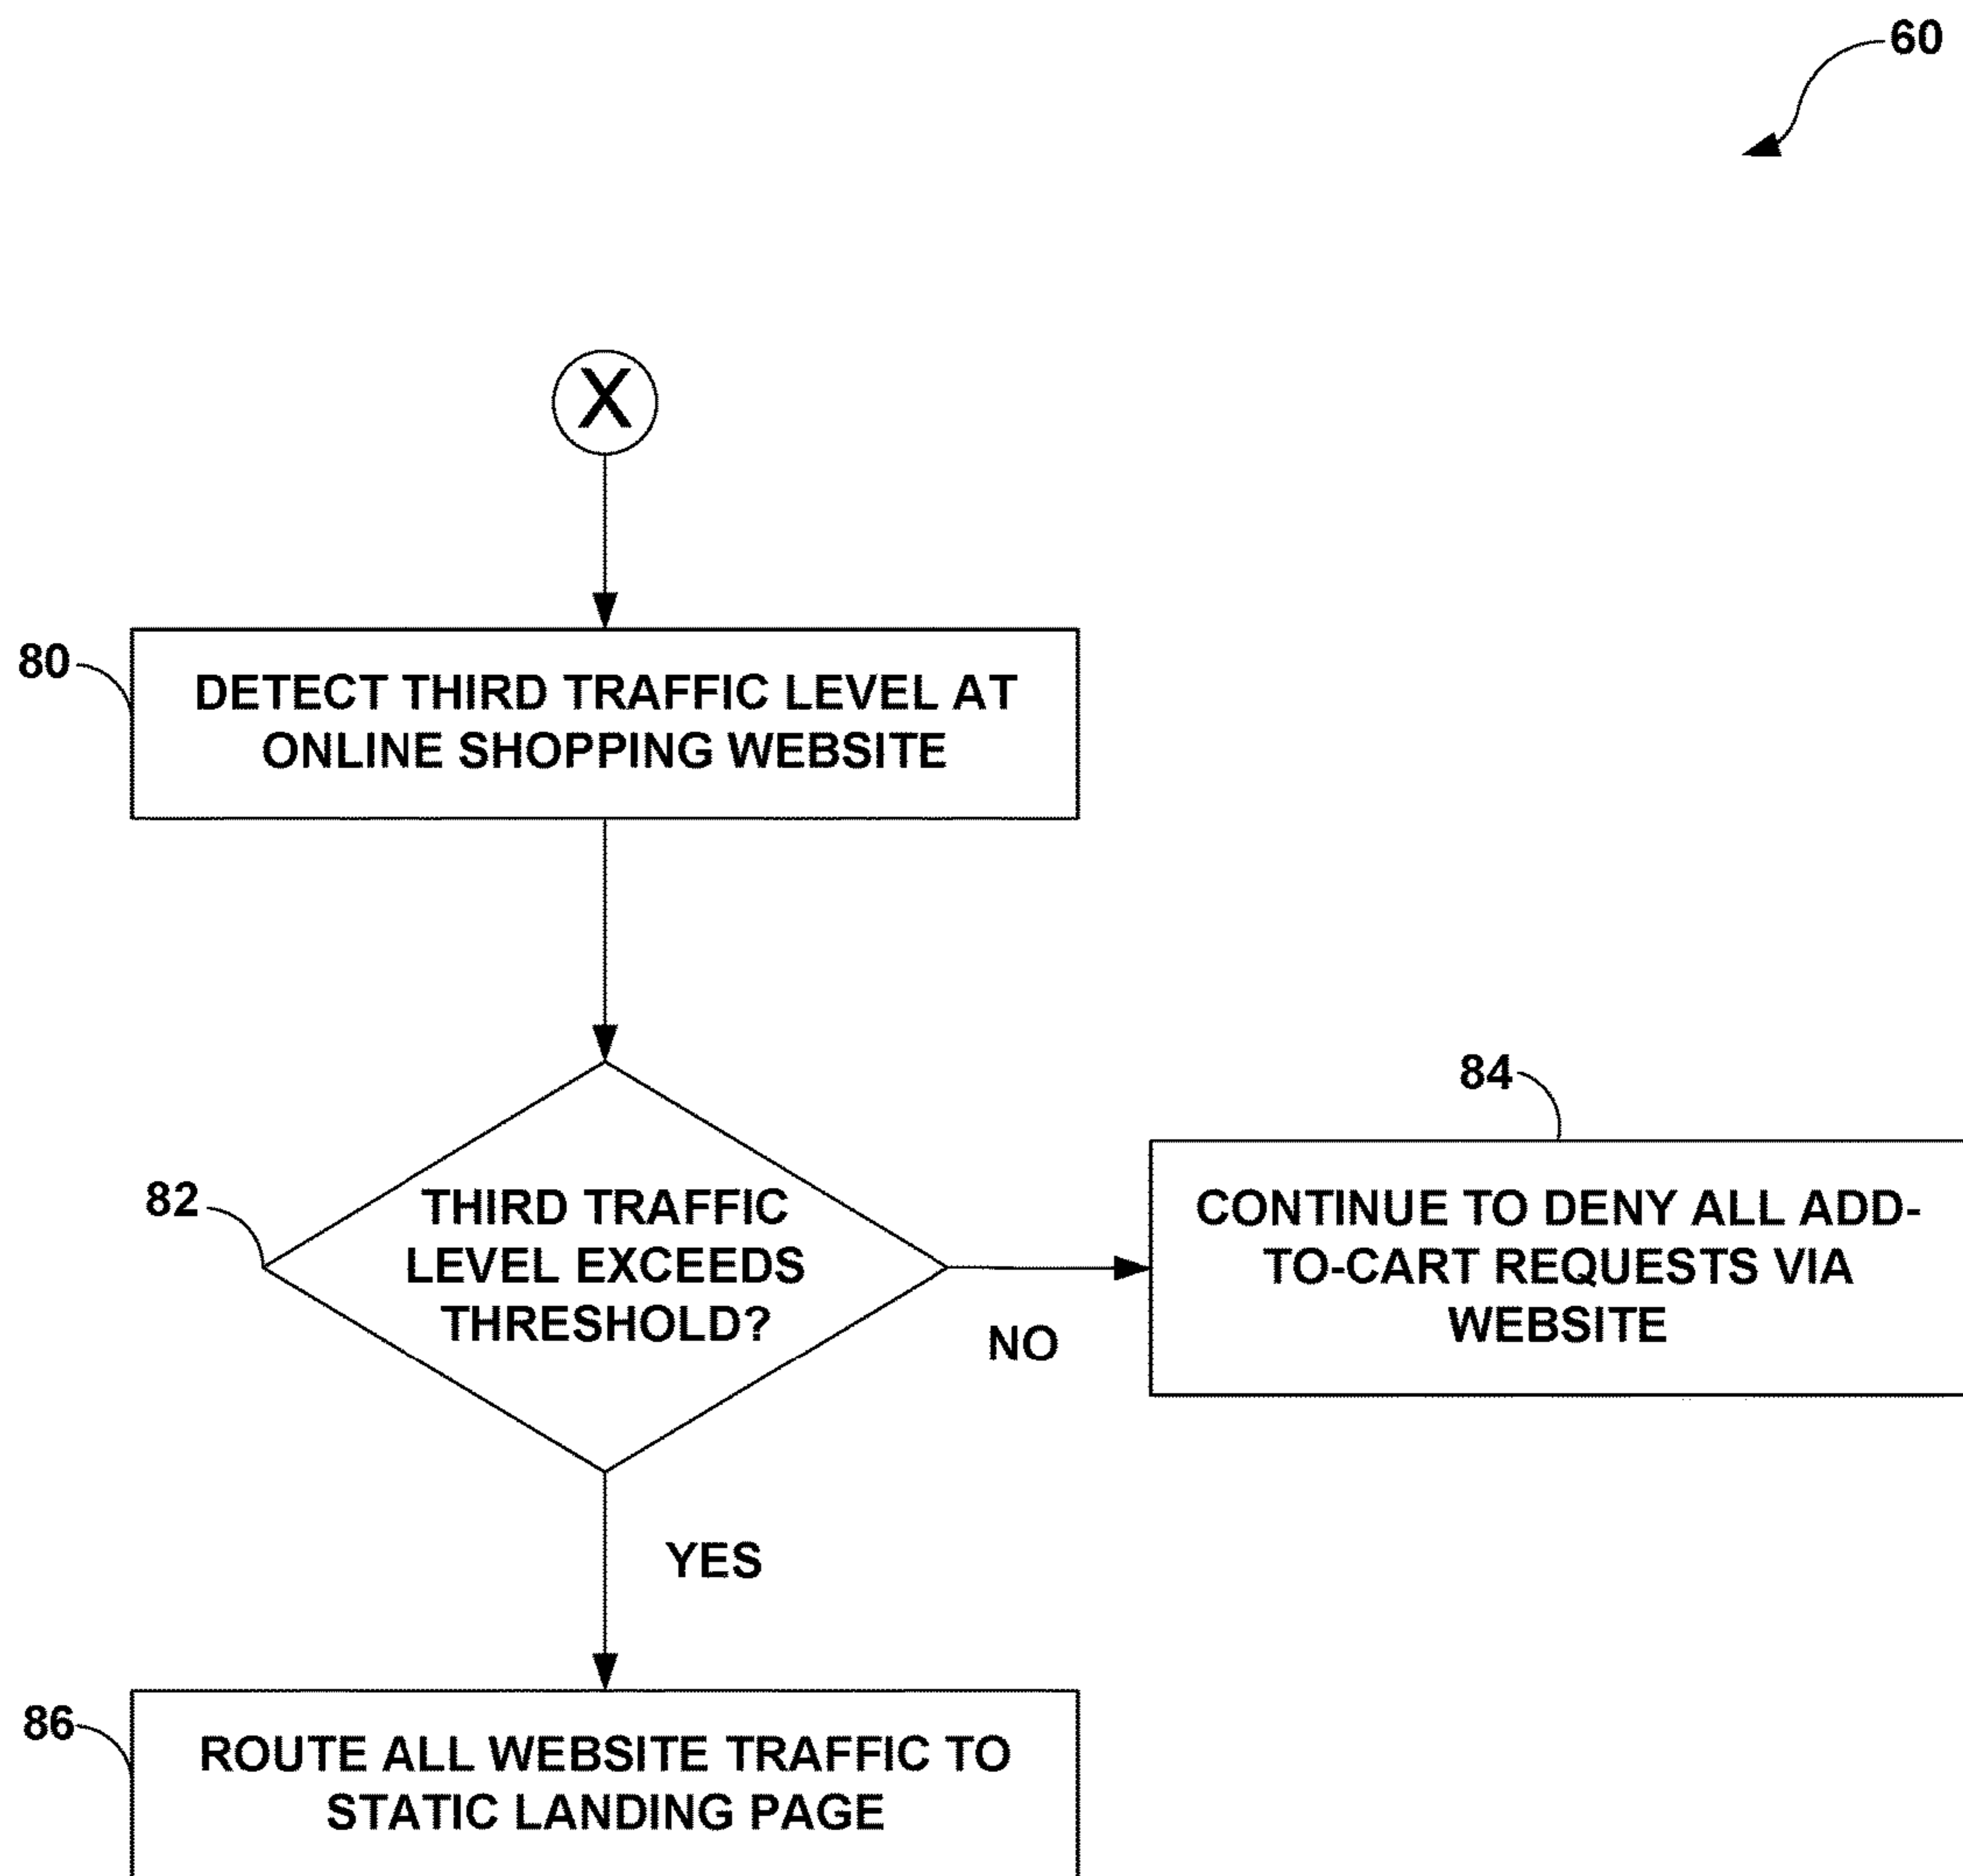 60
X
80
DETECT THIRD TRAFFIC LEVEL AT
ONLINE SHOPPING WEBSITE
82
THIRD TRAFFIC
LEVEL EXCEEDS
THRESHOLD?
NO
84
CONTINUE TO DENY ALL ADD-
TO-CART REQUESTS VIA
WEBSITE
YES
86
ROUTE ALL WEBSITE TRAFFIC TO
STATIC LANDING PAGE